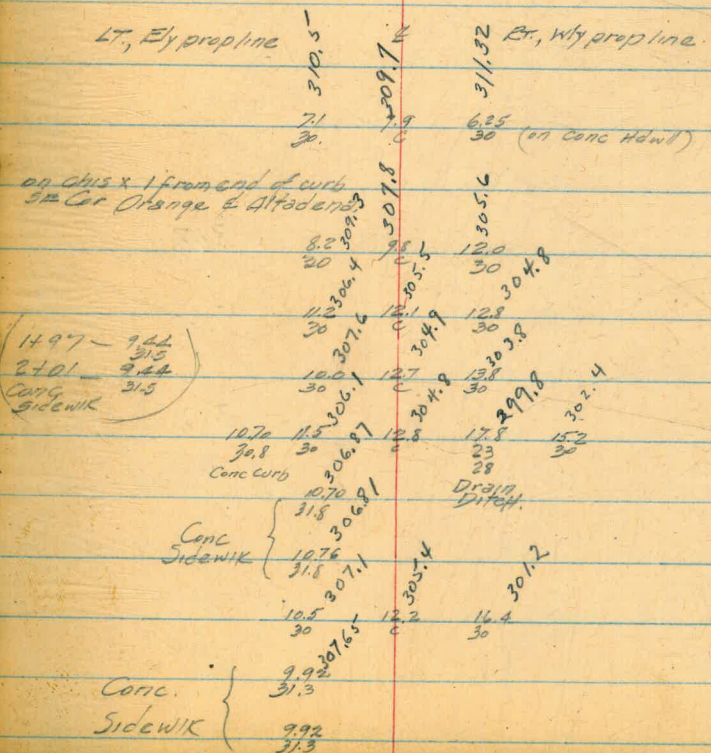 LT., Ely prop line 310.5 ℄ 309.7 311.32 RT., Wly prop line
7.1 7.9 6.25
30 C 30 (on conc Hdwll)
on chis x 1 from end of curb 307.8 305.6
SE Cor Orange & Altadena 309.3
8.2 9.8 12.0
20 C 30
306.4 305.5 304.8
11.2 12.1 12.8
30 C 30
1+97 — 9.44 307.6 304.9 303.8
31.5
2+01 — 9.44 10.0 12.7 13.8
Conc 31.5 30 C 30
Sidewlk
306.1 304.8 299.8 302.4
10.70 11.5 12.8 17.8 15.2
30.8 30 C 23 30
Conc curb 306.87 28
10.70 Drain
31.8 Ditch.
Conc 306.81
Sidewlk 10.76
31.8
307.1 305.4 301.2
10.5 12.2 16.4
30 C 30
307.65
Conc. 9.92
31.3
Sidewlk 9.92
31.3